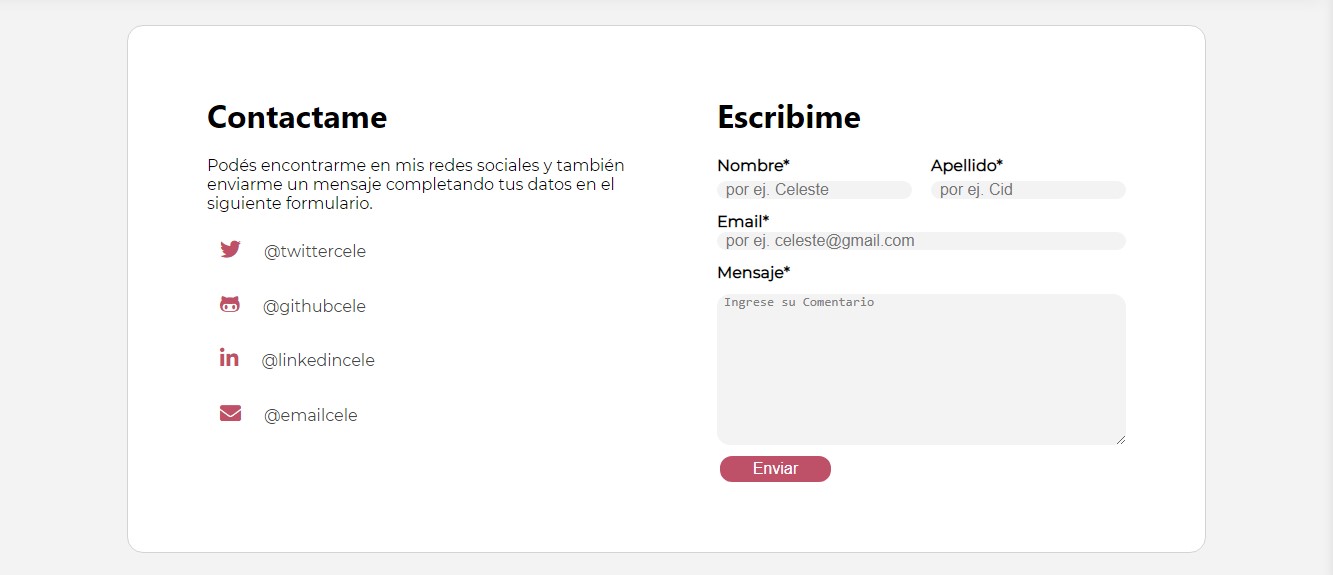 Contactame
Podés encontrarme en mis redes sociales y también
enviarme un mensaje completando tus datos en el
siguiente formulario.
@twittercele
@githubcele
@linkedincele
@emailcele
Escribime
Nombre* Apellido*
por ej. Celeste por ej. Cid
Email*
por ej. celeste@gmail.com
Mensaje*
Ingrese su Comentario
Enviar